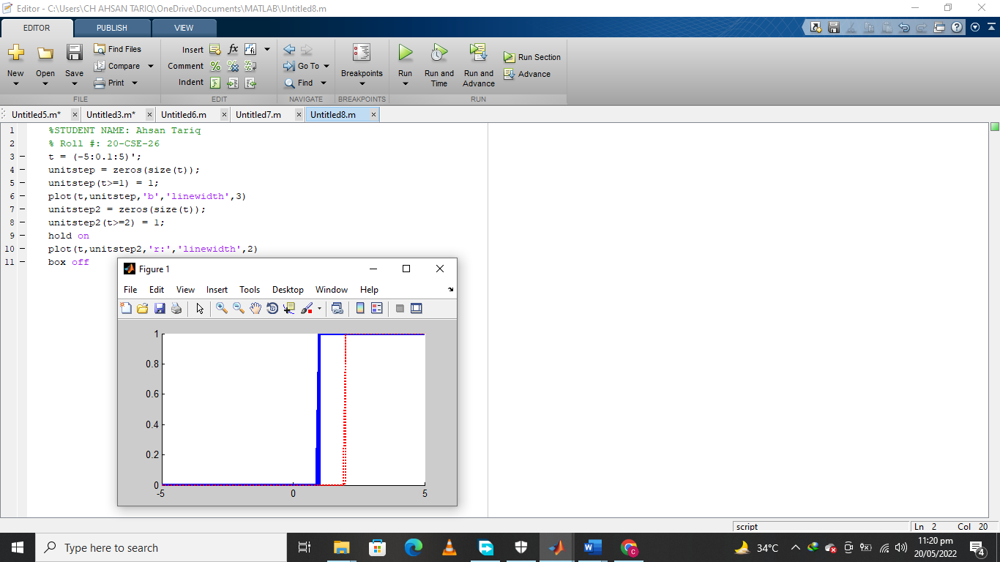 Editor - C:\Users\CH AHSAN TARIQ\OneDrive\Documents\MATLAB\Untitled8.m
EDITOR PUBLISH VIEW
New Open Save Find Files Compare Print
FILE
Insert fx
Comment
Indent
EDIT
Go To
Find
NAVIGATE
Breakpoints
BREAKPOINTS
Run Run and Time Run and Advance Run Section Advance
RUN
Untitled5.m* Untitled3.m* Untitled6.m Untitled7.m Untitled8.m
1 %STUDENT NAME: Ahsan Tariq
2 % Roll #: 20-CSE-26
3 t = (-5:0.1:5)';
4 unitstep = zeros(size(t));
5 unitstep(t>=1) = 1;
6 plot(t,unitstep,'b','linewidth',3)
7 unitstep2 = zeros(size(t));
8 unitstep2(t>=2) = 1;
9 hold on
10 plot(t,unitstep2,'r:','linewidth',2)
11 box off
Figure 1
File Edit View Insert Tools Desktop Window Help
1
0.8
0.6
0.4
0.2
0
-5 0 5
script Ln 2 Col 20
Type here to search
34°C
11:20 pm
20/05/2022
4